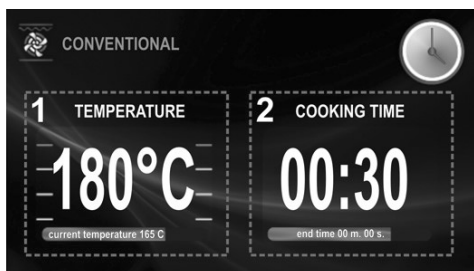 CONVENTIONAL
1 TEMPERATURE
180°C
current temperature 165 C
2 COOKING TIME
00:30
end time 00 m. 00 s.